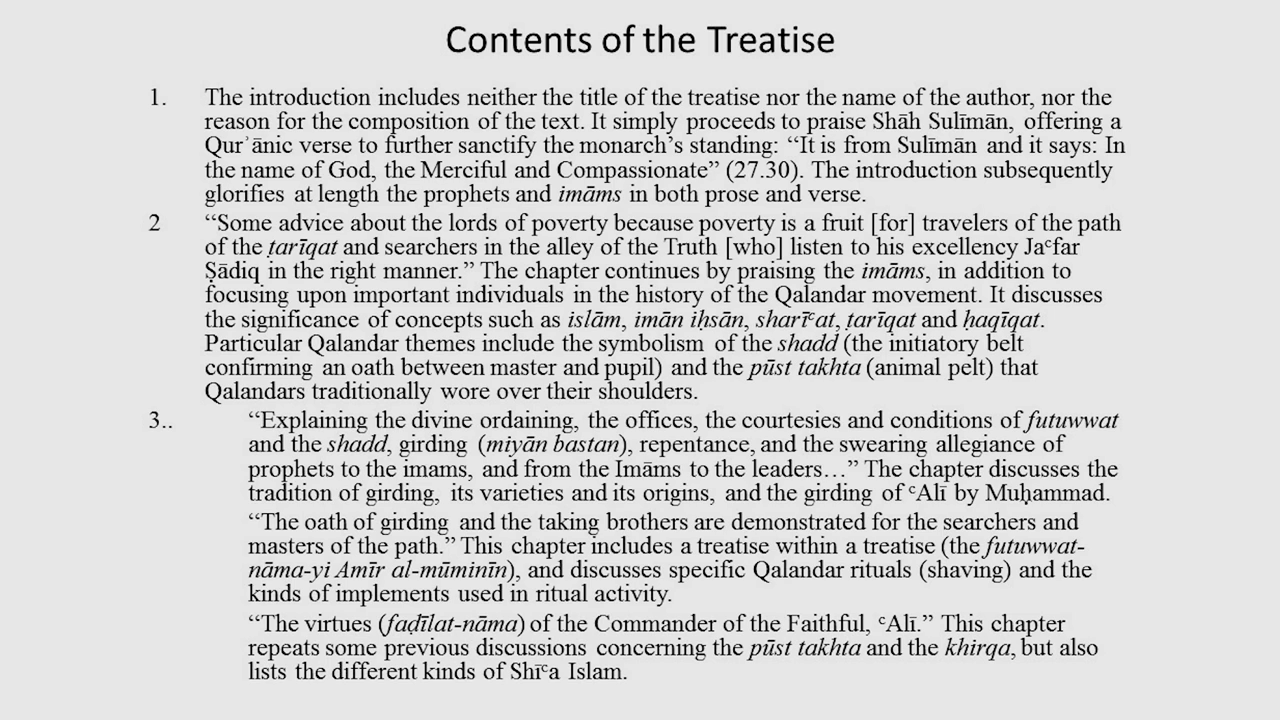 Contents of the Treatise
1. The introduction includes neither the title of the treatise nor the name of the author, nor the
reason for the composition of the text. It simply proceeds to praise Shāh Sulīmān, offering a
Qurʾānic verse to further sanctify the monarch’s standing: “It is from Sulīmān and it says: In
the name of God, the Merciful and Compassionate” (27.30). The introduction subsequently
glorifies at length the prophets and imāms in both prose and verse.
2 “Some advice about the lords of poverty because poverty is a fruit [for] travelers of the path
of the ṭarīqat and searchers in the alley of the Truth [who] listen to his excellency Jaᶜfar
Ṣādiq in the right manner.” The chapter continues by praising the imāms, in addition to
focusing upon important individuals in the history of the Qalandar movement. It discusses
the significance of concepts such as islām, imān iḥsān, sharīᶜat, ṭarīqat and ḥaqīqat.
Particular Qalandar themes include the symbolism of the shadd (the initiatory belt
confirming an oath between master and pupil) and the pūst takhta (animal pelt) that
Qalandars traditionally wore over their shoulders.
3.. “Explaining the divine ordaining, the offices, the courtesies and conditions of futuwwat
and the shadd, girding (miyān bastan), repentance, and the swearing allegiance of
prophets to the imams, and from the Imāms to the leaders…” The chapter discusses the
tradition of girding, its varieties and its origins, and the girding of ᶜAlī by Muḥammad.
“The oath of girding and the taking brothers are demonstrated for the searchers and
masters of the path.” This chapter includes a treatise within a treatise (the futuwwat-
nāma-yi Amīr al-mūminīn), and discusses specific Qalandar rituals (shaving) and the
kinds of implements used in ritual activity.
“The virtues (faḍīlat-nāma) of the Commander of the Faithful, ᶜAlī.” This chapter
repeats some previous discussions concerning the pūst takhta and the khirqa, but also
lists the different kinds of Shīᶜa Islam.